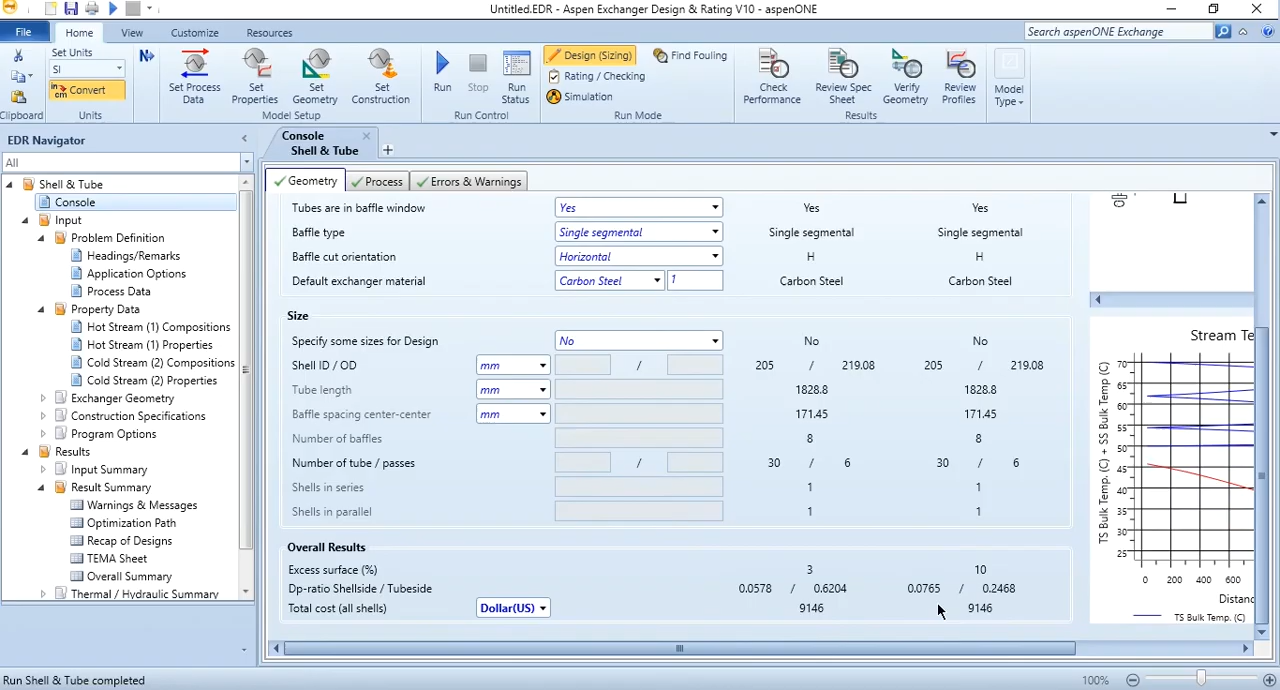 Untitled.EDR - Aspen Exchanger Design & Rating V10 - aspenONE
File Home View Customize Resources
Search aspenONE Exchange
Set Units
SI
Convert
Clipboard
Units
Set Process Data
Set Properties
Set Geometry
Set Construction
Model Setup
Run
Stop
Run Status
Run Control
Design (Sizing)
Find Fouling
Rating / Checking
Simulation
Run Mode
Check Performance
Review Spec Sheet
Verify Geometry
Review Profiles
Results
Model Type
EDR Navigator
All
Shell & Tube
Console
Input
Problem Definition
Headings/Remarks
Application Options
Process Data
Property Data
Hot Stream (1) Compositions
Hot Stream (1) Properties
Cold Stream (2) Compositions
Cold Stream (2) Properties
Exchanger Geometry
Construction Specifications
Program Options
Results
Input Summary
Result Summary
Warnings & Messages
Optimization Path
Recap of Designs
TEMA Sheet
Overall Summary
Thermal / Hydraulic Summary
Console
Shell & Tube
Geometry Process Errors & Warnings
Tubes are in baffle window Yes Yes Yes
Baffle type Single segmental Single segmental Single segmental
Baffle cut orientation Horizontal H H
Default exchanger material Carbon Steel 1 Carbon Steel Carbon Steel
Size
Specify some sizes for Design No No No
Shell ID / OD mm / 205 / 219.08 205 / 219.08
Tube length mm 1828.8 1828.8
Baffle spacing center-center mm 171.45 171.45
Number of baffles 8 8
Number of tube / passes / 30 / 6 30 / 6
Shells in series 1 1
Shells in parallel 1 1
Overall Results
Excess surface (%) 3 10
Dp-ratio Shellside / Tubeside 0.0578 / 0.6204 0.0765 / 0.2468
Total cost (all shells) Dollar(US) 9146 9146
Stream Te
TS Bulk Temp. (C) + SS Bulk Temp (C)
70
65
60
55
50
45
40
35
30
25
0 200 400 600
Distanc
TS Bulk Temp. (C)
Run Shell & Tube completed
100%